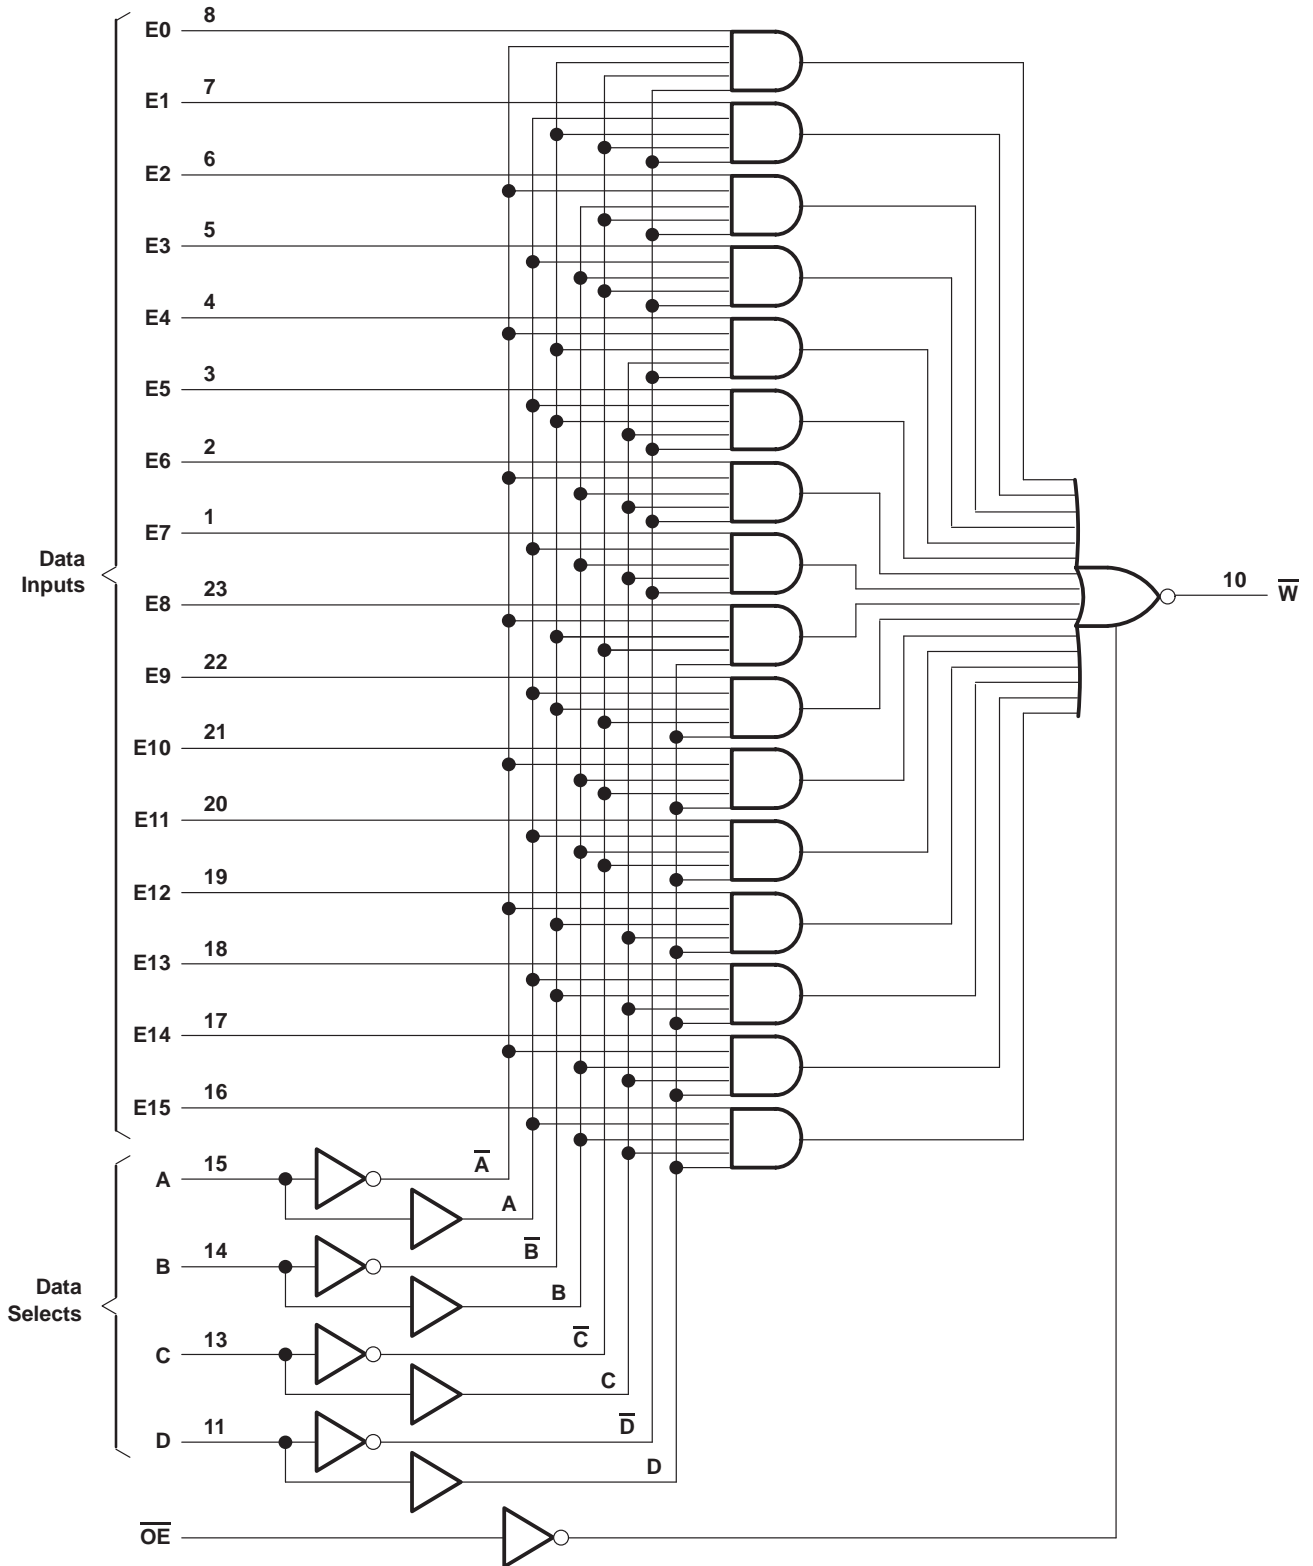 E0 8
E1 7
E2 6
E3 5
E4 4
E5 3
E6 2
E7 1
Data
Inputs
E8 23
10 W̅
E9 22
E10 21
E11 20
E12 19
E13 18
E14 17
E15 16
A 15 A̅
A
B 14 B̅
B
Data
Selects
C 13 C̅
C
D 11 D̅
D
O̅E̅